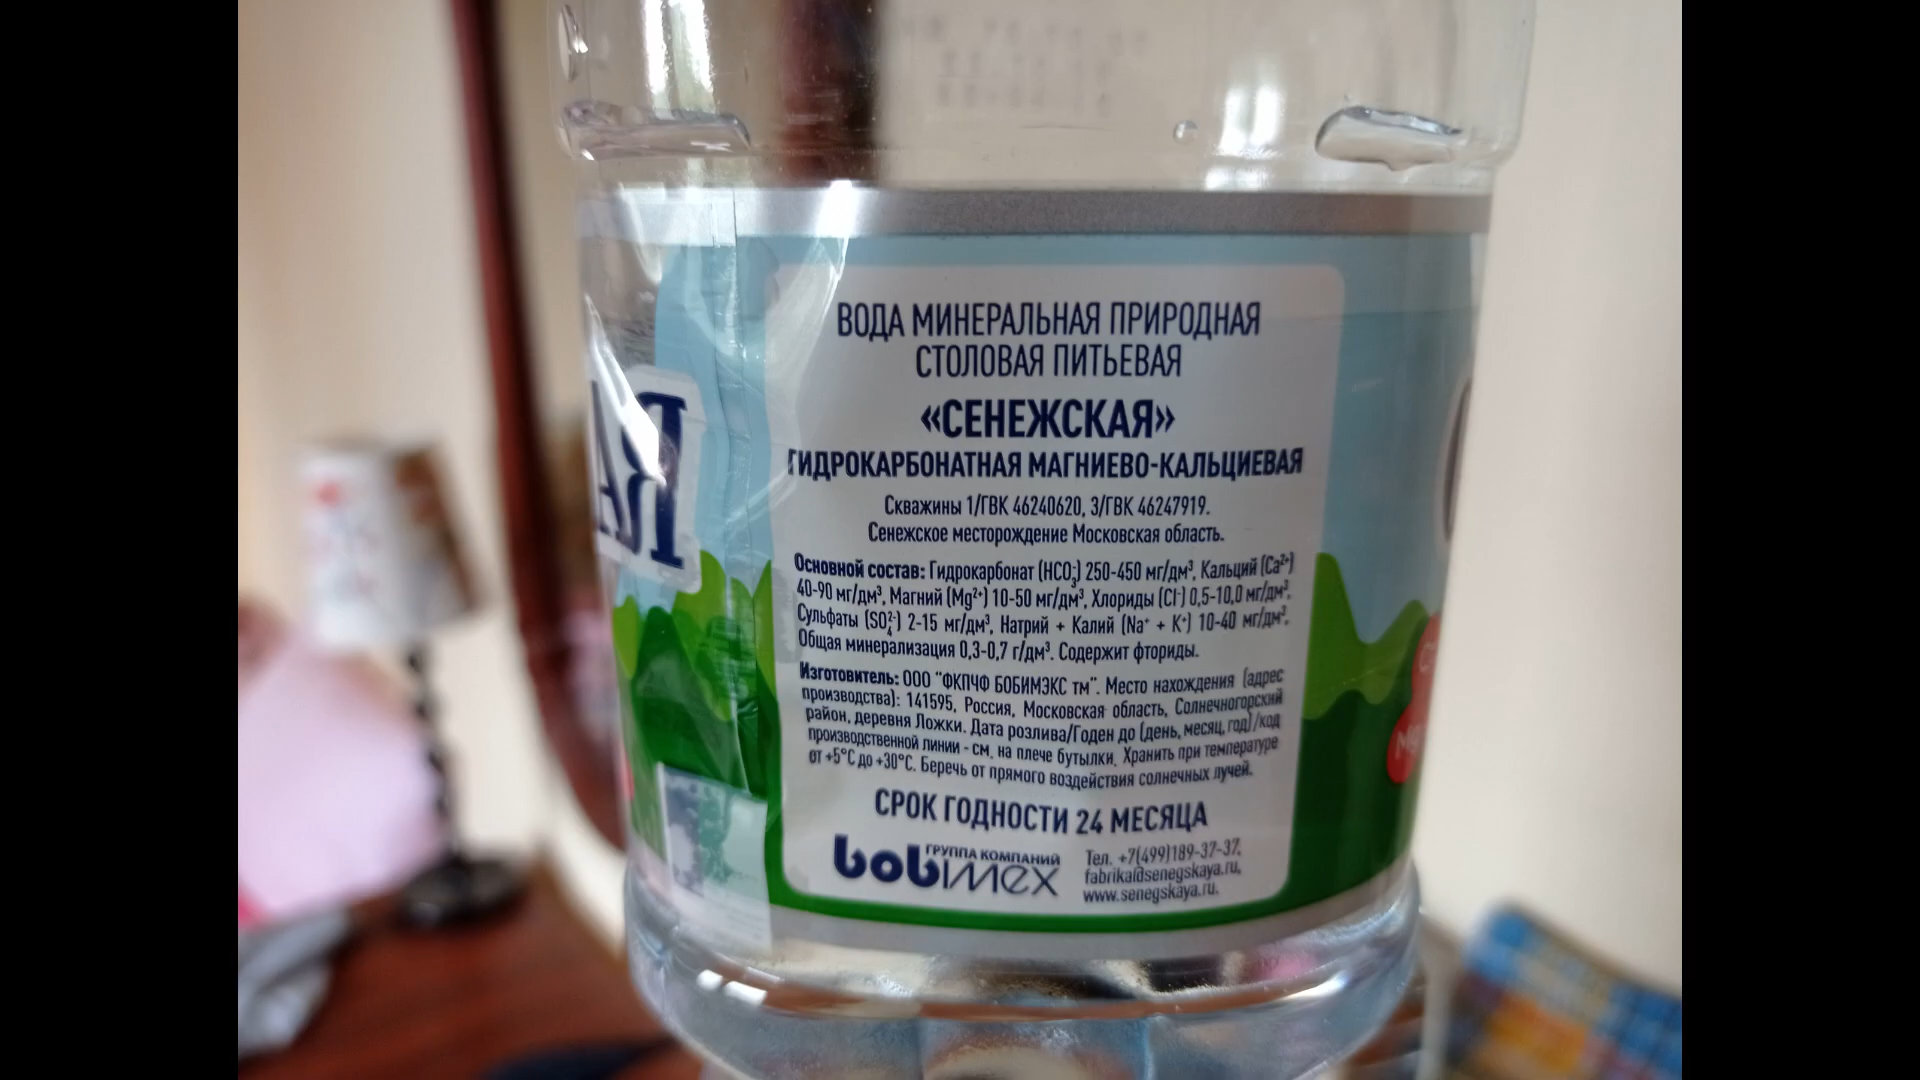 ВОДА МИНЕРАЛЬНАЯ ПРИРОДНАЯ
СТОЛОВАЯ ПИТЬЕВАЯ
«СЕНЕЖСКАЯ»
ГИДРОКАРБОНАТНАЯ МАГНИЕВО-КАЛЬЦИЕВАЯ
Скважины 1/ГВК 46240620, 3/ГВК 46247919.
Сенежское месторождение Московская область.
Основной состав: Гидрокарбонат (HCO₃⁻) 250-450 мг/дм³, Кальций (Ca²⁺)
40-90 мг/дм³, Магний (Mg²⁺) 10-50 мг/дм³, Хлориды (Cl⁻) 0,5-10,0 мг/дм³,
Сульфаты (SO₄²⁻) 2-15 мг/дм³, Натрий + Калий (Na⁺ + K⁺) 10-40 мг/дм³.
Общая минерализация 0,3-0,7 г/дм³. Содержит фториды.
Изготовитель: ООО "ФКПЧФ БОБИМЭКС тм". Место нахождения (адрес
производства): 141595, Россия, Московская область, Солнечногорский
район, деревня Ложки. Дата розлива/Годен до (день, месяц, год)/код
производственной линии - см. на плече бутылки. Хранить при температуре
от +5°С до +30°С. Беречь от прямого воздействия солнечных лучей.
СРОК ГОДНОСТИ 24 МЕСЯЦА
ГРУППА КОМПАНИЙ
bobimex
Тел. +7(499)189-37-37,
fabrika@senegskaya.ru,
www.senegskaya.ru.
Mg